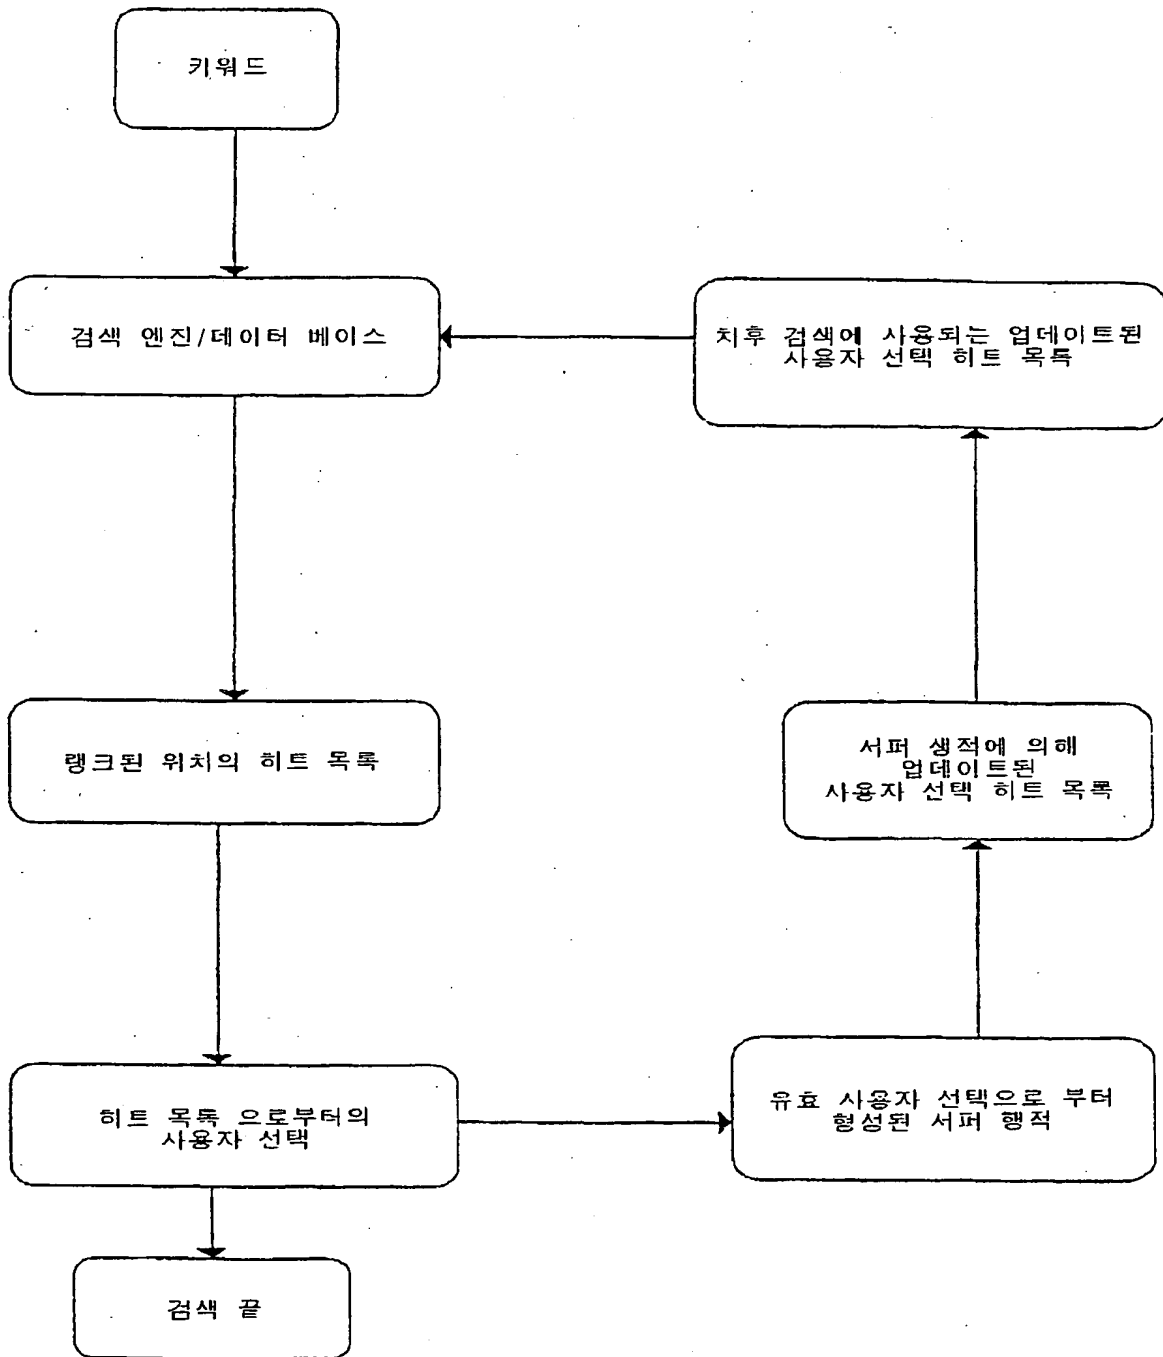 키워드
검색 엔진/데이터 베이스
치후 검색에 사용되는 업데이트된
사용자 선택 히트 목록
랭크된 위치의 히트 목록
서퍼 생적에 의해
업데이트된
사용자 선택 히트 목록
히트 목록 으로부터의
사용자 선택
유효 사용자 선택으로 부터
형성된 서퍼 행적
검색 끝